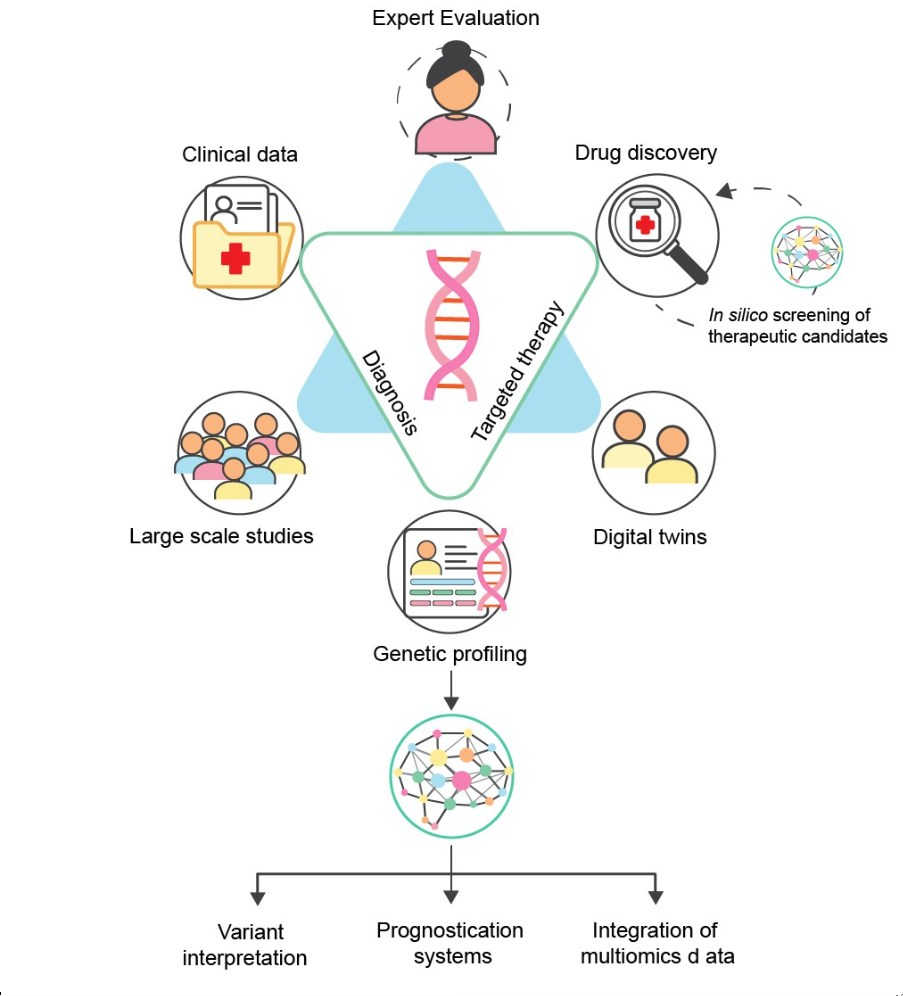 Expert Evaluation
Clinical data
Drug discovery
In silico screening of
therapeutic candidates
Diagnosis
Targeted therapy
Large scale studies
Digital twins
Genetic profiling
Variant
interpretation
Prognostication
systems
Integration of
multiomics d ata